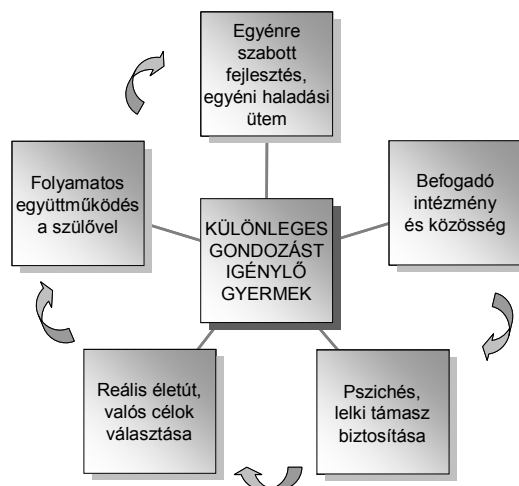 Egyénre
szabott
fejlesztés,
egyéni haladási
ütem
Folyamatos
együttműködés
a szülővel
KÜLÖNLEGES
GONDOZÁST
IGÉNYLŐ
GYERMEK
Befogadó
intézmény
és közösség
Reális életút,
valós célok
választása
Pszichés,
lelki támasz
biztosítása